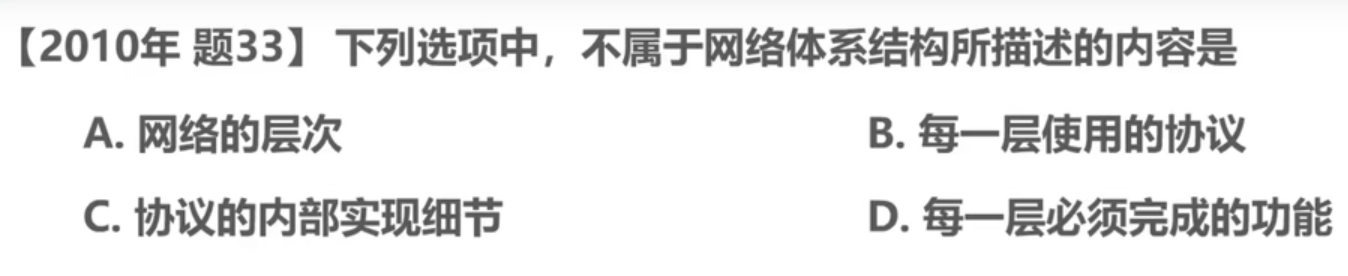 【2010年 题33】下列选项中，不属于网络体系结构所描述的内容是
A. 网络的层次 B. 每一层使用的协议
C. 协议的内部实现细节 D. 每一层必须完成的功能